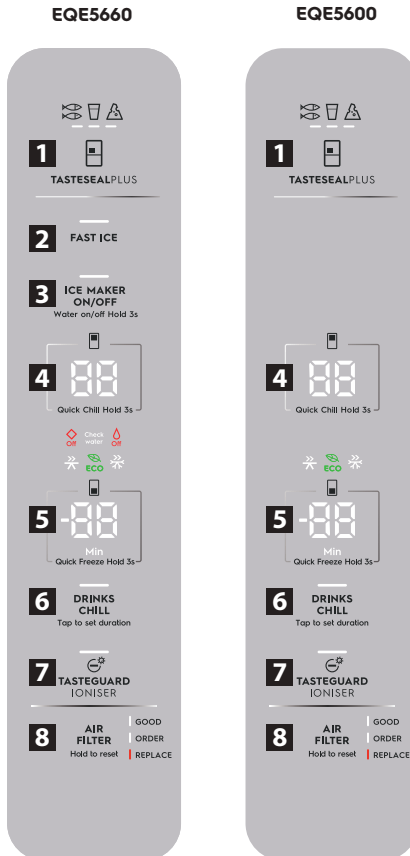 EQE5660
1
TASTESEALPLUS
2 FAST ICE
3 ICE MAKER
ON/OFF
Water on/off Hold 3s
4 88
Quick Chill Hold 3s
Off Check water Off
ECO
5 -88
Min
Quick Freeze Hold 3s
6 DRINKS
CHILL
Tap to set duration
7 TASTEGUARD
IONISER
8 AIR
FILTER
Hold to reset
GOOD
ORDER
REPLACE
EQE5600
1
TASTESEALPLUS
4 88
Quick Chill Hold 3s
ECO
5 -88
Min
Quick Freeze Hold 3s
6 DRINKS
CHILL
Tap to set duration
7 TASTEGUARD
IONISER
8 AIR
FILTER
Hold to reset
GOOD
ORDER
REPLACE